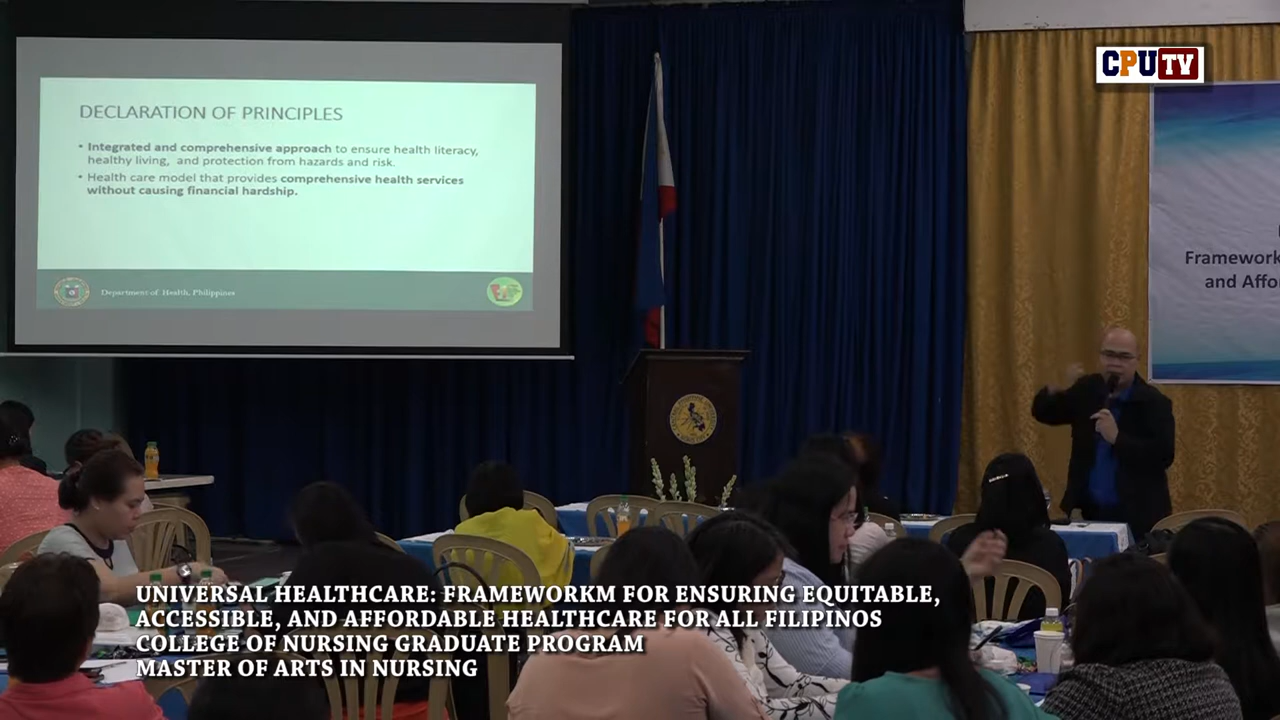 DECLARATION OF PRINCIPLES
• Integrated and comprehensive approach to ensure health literacy,
healthy living, and protection from hazards and risk.
• Health care model that provides comprehensive health services
without causing financial hardship.
Department of Health, Philippines
CPUTV
Framework
and Affo
UNIVERSAL HEALTHCARE: FRAMEWORKM FOR ENSURING EQUITABLE,
ACCESSIBLE, AND AFFORDABLE HEALTHCARE FOR ALL FILIPINOS
COLLEGE OF NURSING GRADUATE PROGRAM
MASTER OF ARTS IN NURSING